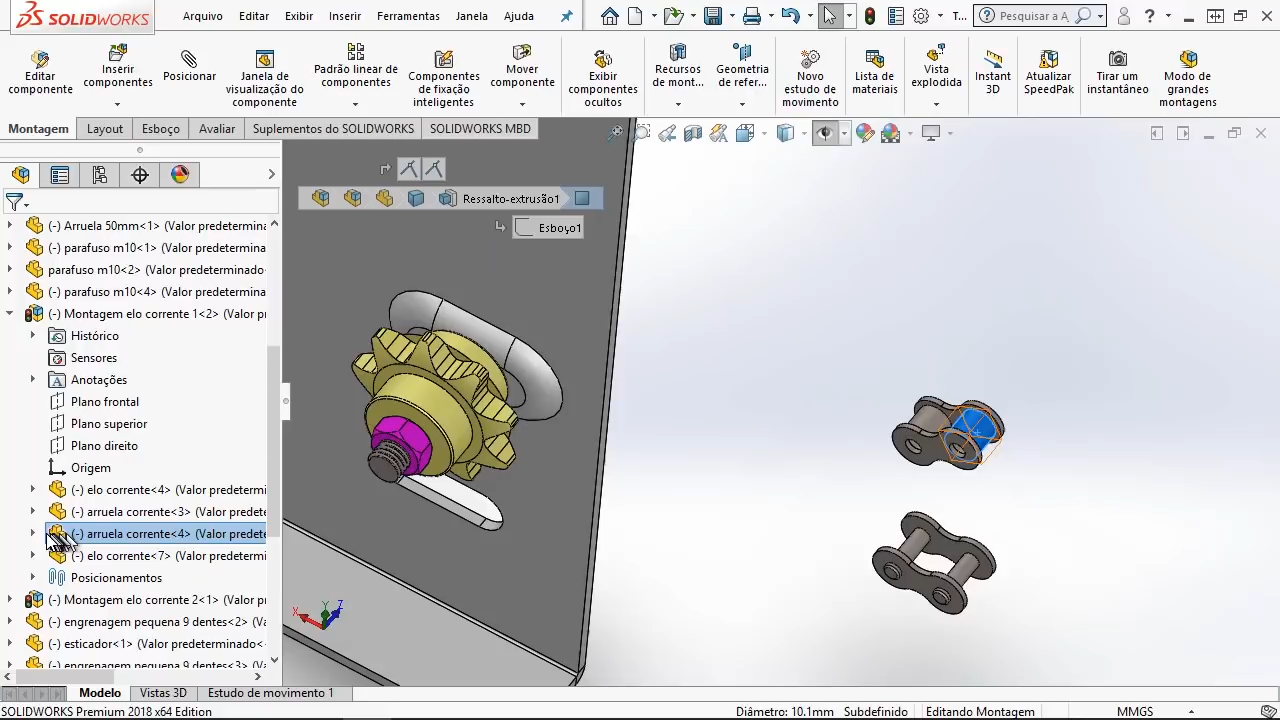 SOLIDWORKS
Arquivo Editar Exibir Inserir Ferramentas Janela Ajuda
T...
Pesquisar a A
Editar componente
Inserir componentes
Posicionar
Janela de visualização do componente
Padrão linear de componentes
Componentes de fixação inteligentes
Mover componente
Exibir componentes ocultos
Recursos de mont...
Geometria de refer...
Novo estudo de movimento
Lista de materiais
Vista explodida
Instant 3D
Atualizar SpeedPak
Tirar um instantâneo
Modo de grandes montagens
Montagem Layout Esboço Avaliar Suplementos do SOLIDWORKS SOLIDWORKS MBD
Ressalto-extrusão1
Esboço1
(-) Arruela 50mm<1> (Valor predetermina
(-) parafuso m10<1> (Valor predetermina
parafuso m10<2> (Valor predeterminado
(-) parafuso m10<4> (Valor predetermina
(-) Montagem elo corrente 1<2> (Valor p
Histórico
Sensores
Anotações
Plano frontal
Plano superior
Plano direito
Origem
(-) elo corrente<4> (Valor predetermi
(-) arruela corrente<3> (Valor predete
(-) arruela corrente<4> (Valor predete
(-) elo corrente<7> (Valor predetermi
Posicionamentos
(-) Montagem elo corrente 2<1> (Valor p
(-) engrenagem pequena 9 dentes<2> (V
(-) esticador<1> (Valor predeterminado<
(-) engrenagem pequena 9 dentes<3> (V
X Y Z
Modelo Vistas 3D Estudo de movimento 1
SOLIDWORKS Premium 2018 x64 Edition
Diâmetro: 10.1mm Subdefinido Editando Montagem MMGS